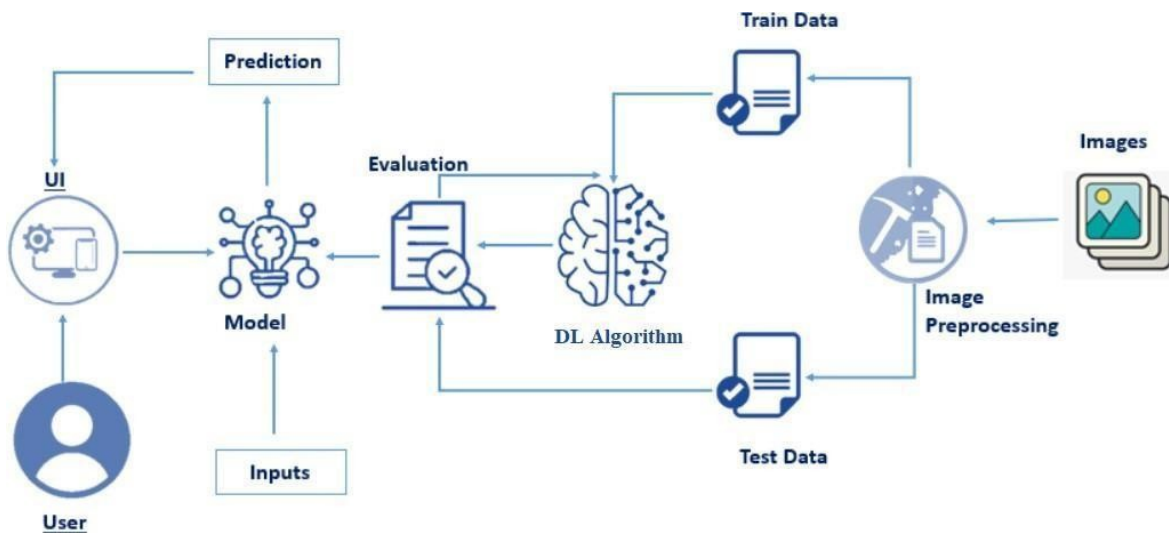 Train Data
Prediction
Images
Evaluation
UI
Image
Preprocessing
Model
DL Algorithm
Inputs
Test Data
User